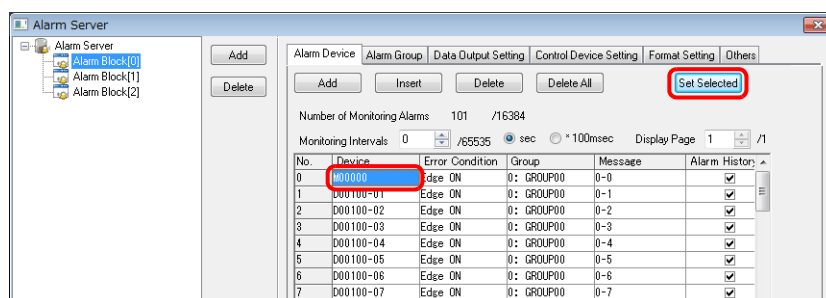 Alarm Server
Alarm Server
Alarm Block[0]
Alarm Block[1]
Alarm Block[2]
Add
Delete
Alarm Device Alarm Group Data Output Setting Control Device Setting Format Setting Others
Add Insert Delete Delete All Set Selected
Number of Monitoring Alarms 101 /16384
Monitoring Intervals 0 /65535 sec * 100msec Display Page 1 /1
No. Device Error Condition Group Message Alarm History
0 M00000 Edge ON 0: GROUP00 0-0
1 D00100-01 Edge ON 0: GROUP00 0-1
2 D00100-02 Edge ON 0: GROUP00 0-2
3 D00100-03 Edge ON 0: GROUP00 0-3
4 D00100-04 Edge ON 0: GROUP00 0-4
5 D00100-05 Edge ON 0: GROUP00 0-5
6 D00100-06 Edge ON 0: GROUP00 0-6
7 D00100-07 Edge ON 0: GROUP00 0-7